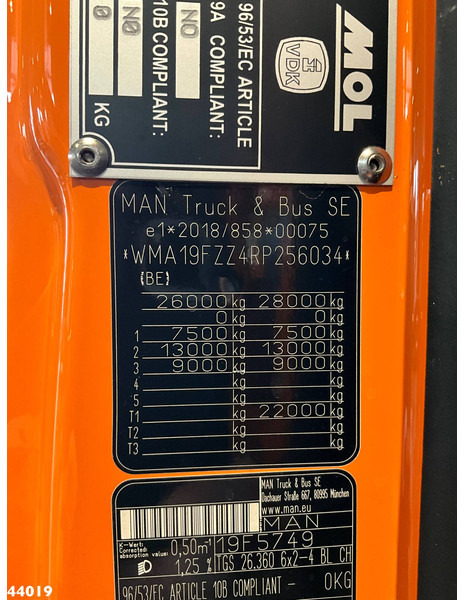 MOL
VDK
96/53/EC ARTICLE
9A COMPLIANT:
NO
10B COMPLIANT:
NO
0 KG
MAN Truck & Bus SE
e1*2018/858*00075
*WMA19FZZ4RP256034*
(BE)
26000 kg 28000 kg
0 kg 0 kg
1 7500 kg 7500 kg
2 13000 kg 13000 kg
3 9000 kg 9000 kg
4 kg kg
5 kg kg
T1 kg 22000 kg
T2 kg kg
T3 kg kg
MAN Truck & Bus SE
Dachauer Straße 667, 80995 München
www.man.eu
MAN
K-Wert:
Corrected
absorption value: 0,50m⁻¹ 19F5749
1,25 % TGS 26.360 6x2-4 BL CH
96/53/EC ARTICLE 10B COMPLIANT - 0KG
44019